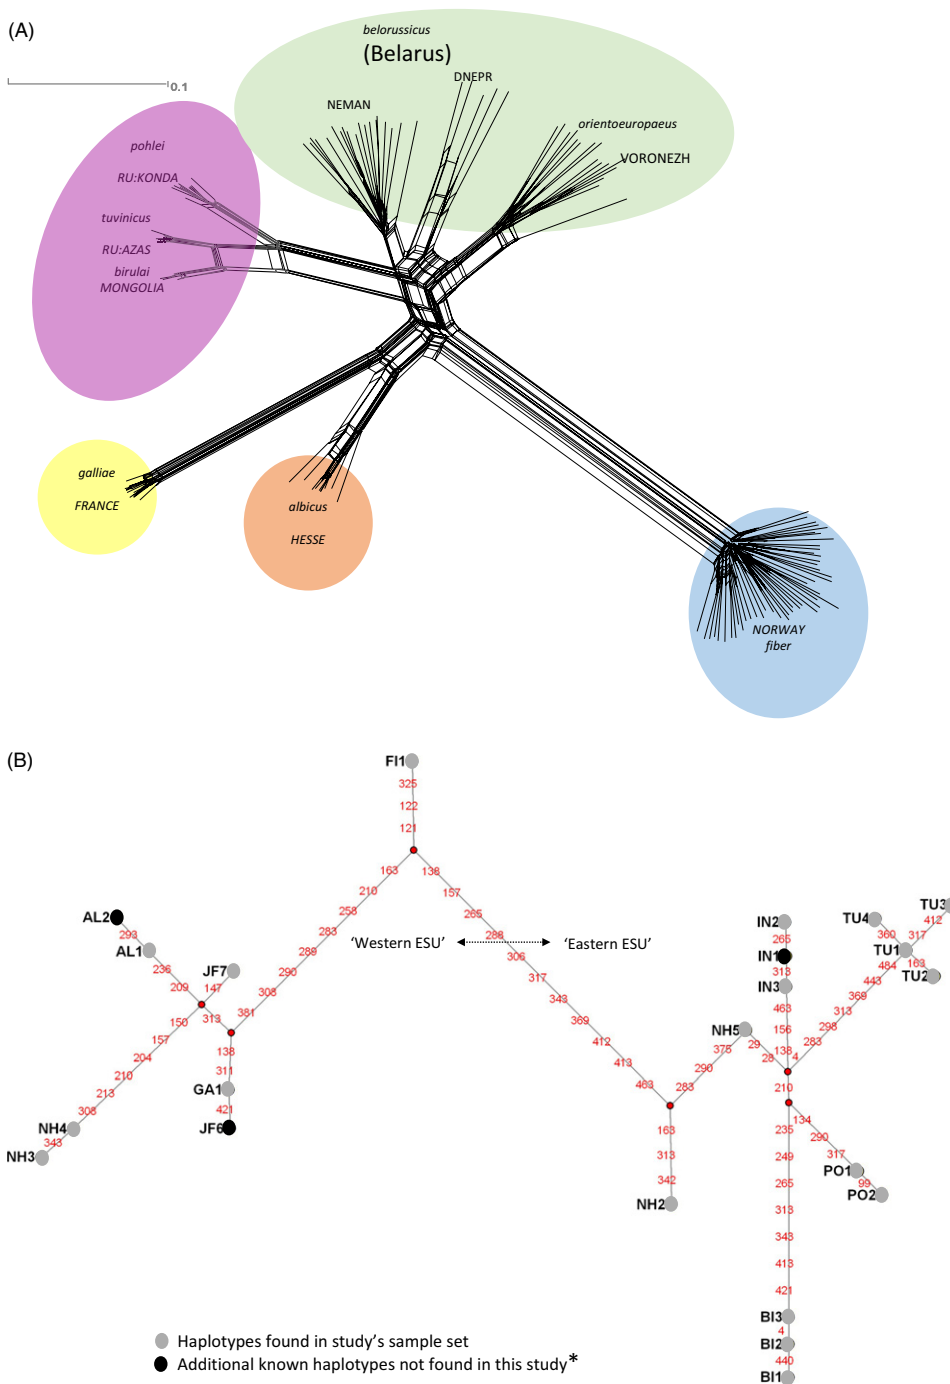 (A)
belorussicus
(Belarus)
DNEPR
0.1
NEMAN
orientoeuropaeus
pohlei
VORONEZH
RU:KONDA
tuvinicus
RU:AZAS
birulai
MONGOLIA
galliae
FRANCE
albicus
HESSE
NORWAY
fiber
(B)
FI1
325
122
121
163
210
258
283
289
290
308
381
138
157
265
288
306
317
343
369
412
413
463
'Western ESU'
'Eastern ESU'
AL2
293
AL1
236
209
JF7
147
313
150
157
204
210
213
308
NH4
343
NH3
138
311
GA1
421
JF6
163
313
342
NH2
283
290
375
NH5
29
28
IN2
265
IN1
313
IN3
463
156
138
4
TU3
412
317
TU4
360
TU1
163
TU2
484
443
369
313
298
283
210
134
290
317
PO1
99
PO2
235
249
265
313
343
413
421
BI3
4
BI2
440
BI1
Haplotypes found in study's sample set
Additional known haplotypes not found in this study*